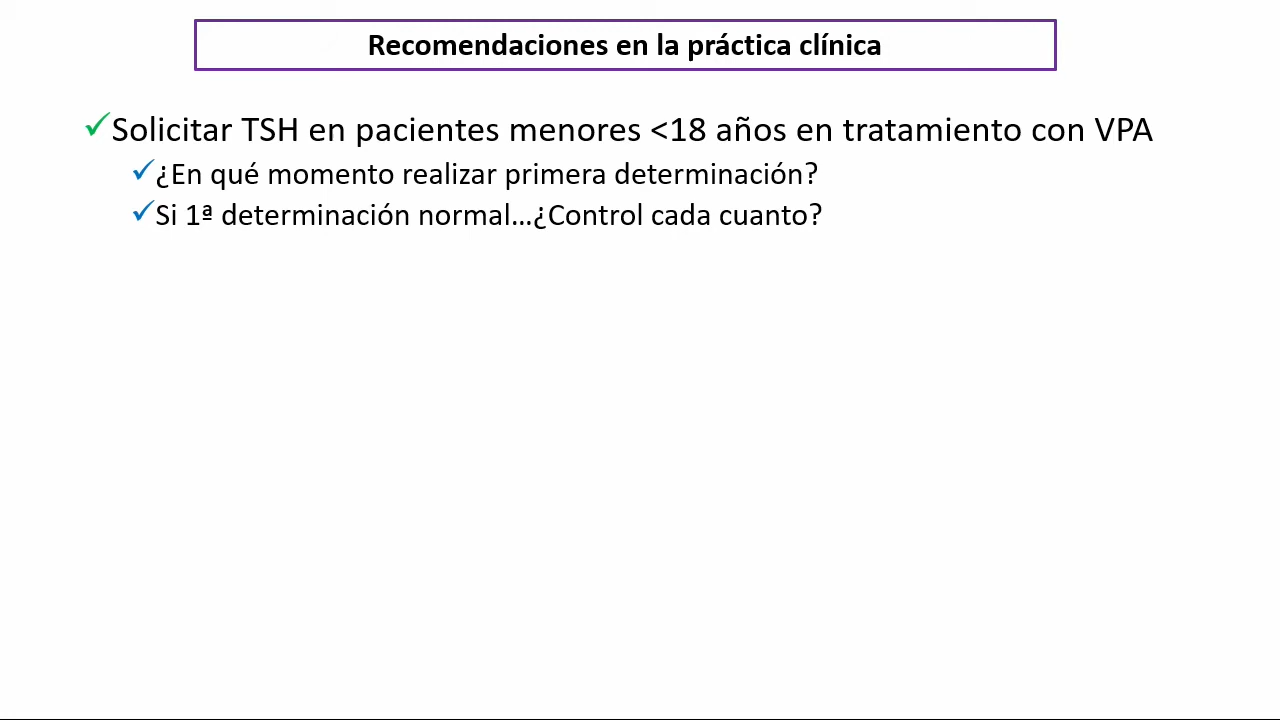 Recomendaciones en la práctica clínica
✓Solicitar TSH en pacientes menores <18 años en tratamiento con VPA
✓¿En qué momento realizar primera determinación?
✓Si 1ª determinación normal...¿Control cada cuanto?